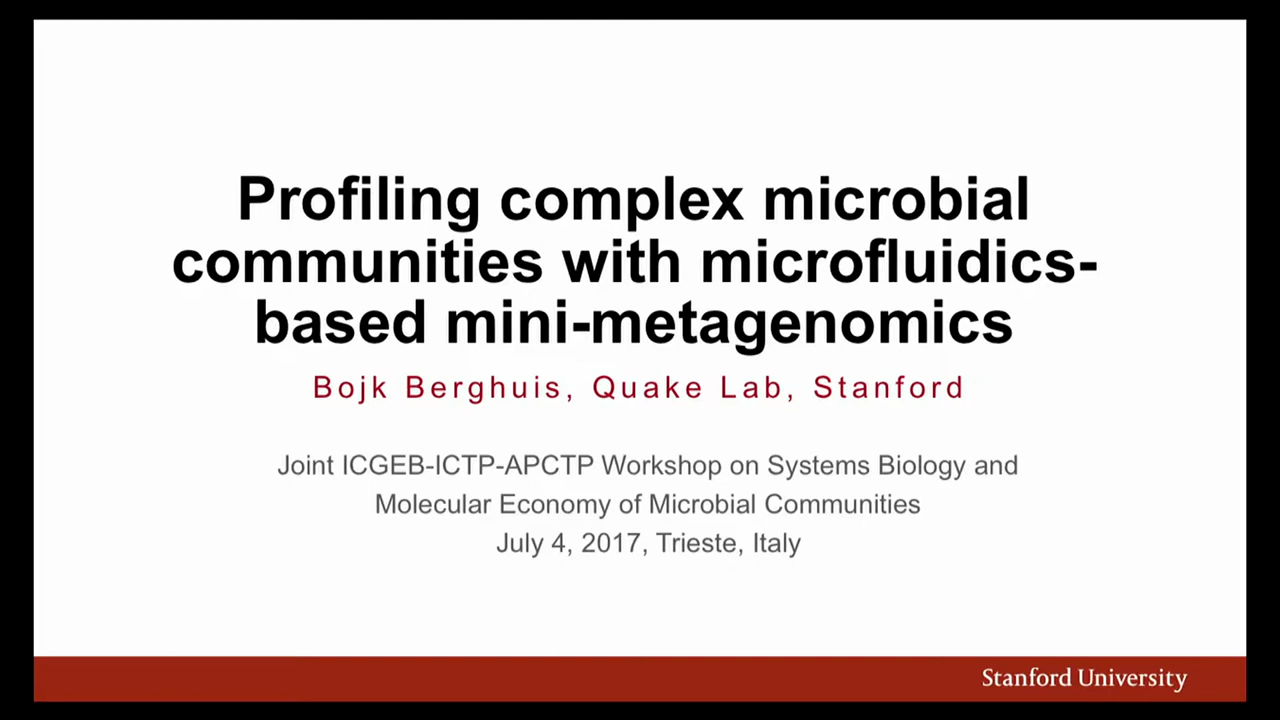 Profiling complex microbial
communities with microfluidics-
based mini-metagenomics
Bojk Berghuis, Quake Lab, Stanford
Joint ICGEB-ICTP-APCTP Workshop on Systems Biology and
Molecular Economy of Microbial Communities
July 4, 2017, Trieste, Italy
Stanford University